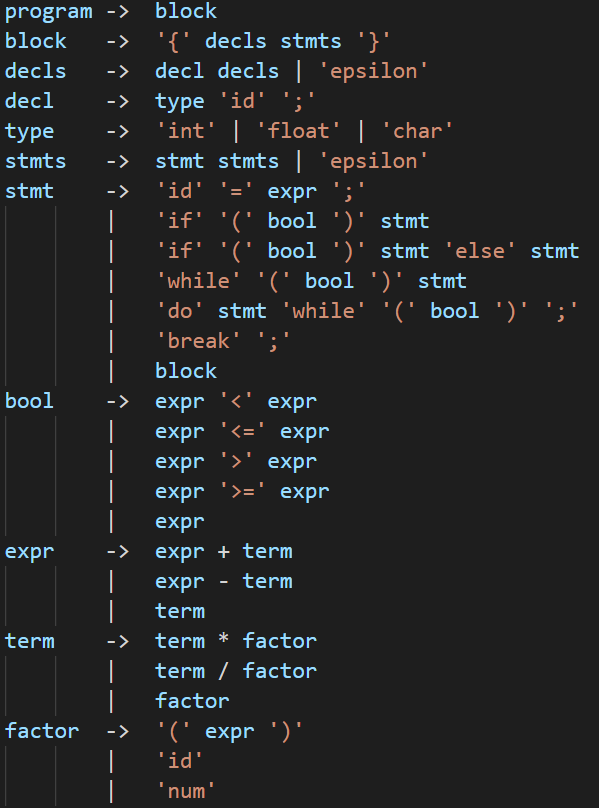 program -> block
block -> '{' decls stmts '}'
decls -> decl decls | 'epsilon'
decl -> type 'id' ';'
type -> 'int' | 'float' | 'char'
stmts -> stmt stmts | 'epsilon'
stmt -> 'id' '=' expr ';'
| 'if' '(' bool ')' stmt
| 'if' '(' bool ')' stmt 'else' stmt
| 'while' '(' bool ')' stmt
| 'do' stmt 'while' '(' bool ')' ';'
| 'break' ';'
| block
bool -> expr '<' expr
| expr '<=' expr
| expr '>' expr
| expr '>=' expr
| expr
expr -> expr + term
| expr - term
| term
term -> term * factor
| term / factor
| factor
factor -> '(' expr ')'
| 'id'
| 'num'